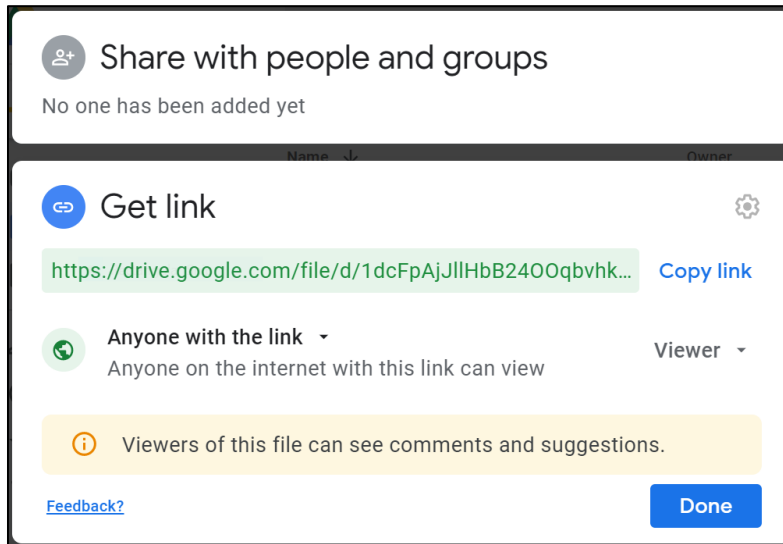 Share with people and groups
No one has been added yet
Name
Owner
Get link
https://drive.google.com/file/d/1dcFpAjJllHbB24OOqbvhk...
Copy link
Anyone with the link
Viewer
Anyone on the internet with this link can view
Viewers of this file can see comments and suggestions.
Feedback?
Done